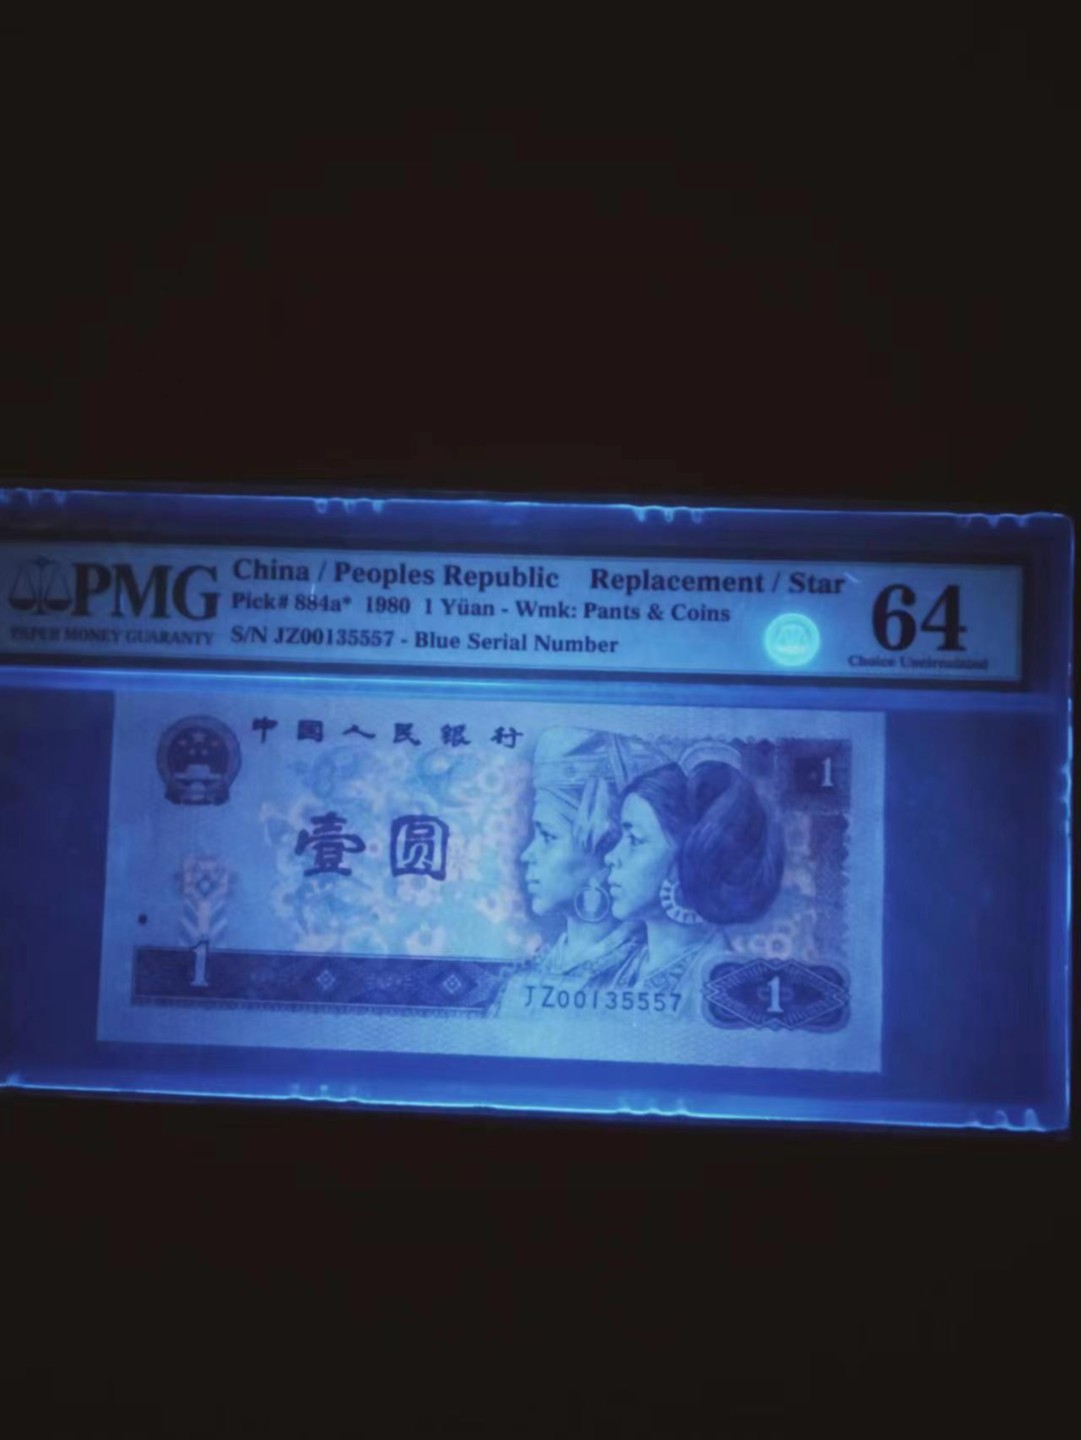 PMG
PAPER MONEY GUARANTY
China / Peoples Republic Replacement / Star
Pick# 884a* 1980 1 Yüan - Wmk: Pants & Coins
S/N JZ00135557 - Blue Serial Number
64
Choice Uncirculated
中国人民银行
1
壹圆
1
JZ00135557
1